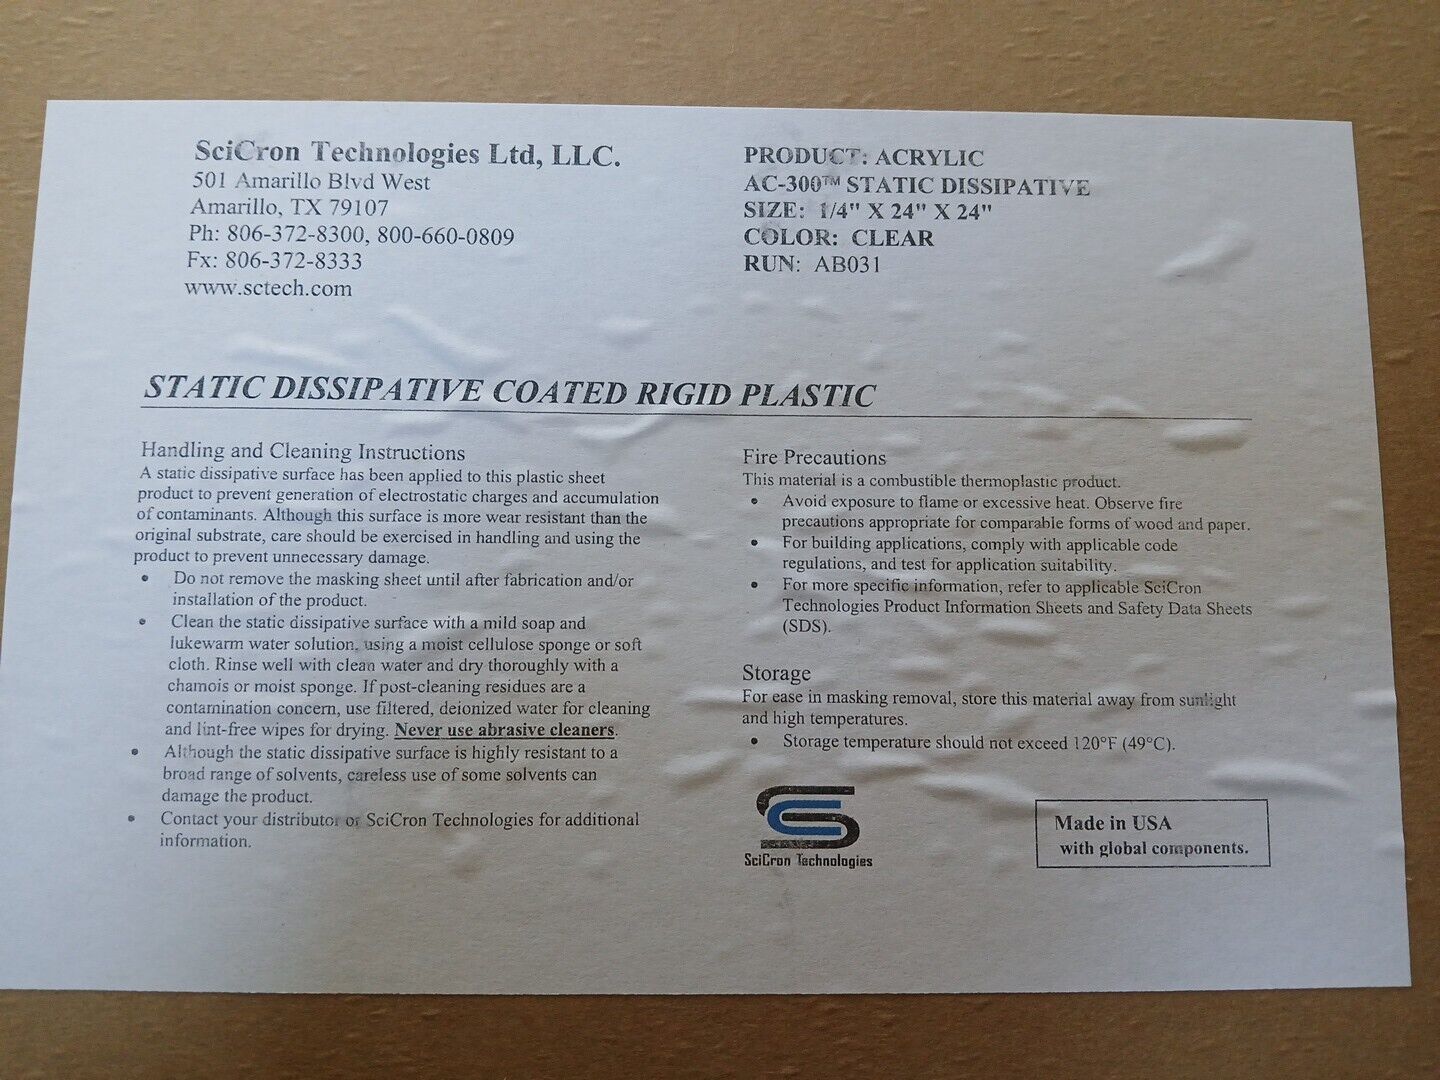 SciCron Technologies Ltd, LLC.
501 Amarillo Blvd West
Amarillo, TX 79107
Ph: 806-372-8300, 800-660-0809
Fx: 806-372-8333
www.sctech.com
PRODUCT: ACRYLIC
AC-300™ STATIC DISSIPATIVE
SIZE: 1/4" X 24" X 24"
COLOR: CLEAR
RUN: AB031
STATIC DISSIPATIVE COATED RIGID PLASTIC
Handling and Cleaning Instructions
A static dissipative surface has been applied to this plastic sheet
product to prevent generation of electrostatic charges and accumulation
of contaminants. Although this surface is more wear resistant than the
original substrate, care should be exercised in handling and using the
product to prevent unnecessary damage.
• Do not remove the masking sheet until after fabrication and/or
installation of the product.
• Clean the static dissipative surface with a mild soap and
lukewarm water solution, using a moist cellulose sponge or soft
cloth. Rinse well with clean water and dry thoroughly with a
chamois or moist sponge. If post-cleaning residues are a
contamination concern, use filtered, deionized water for cleaning
and lint-free wipes for drying. Never use abrasive cleaners.
• Although the static dissipative surface is highly resistant to a
broad range of solvents, careless use of some solvents can
damage the product.
• Contact your distributor or SciCron Technologies for additional
information.
Fire Precautions
This material is a combustible thermoplastic product.
• Avoid exposure to flame or excessive heat. Observe fire
precautions appropriate for comparable forms of wood and paper.
• For building applications, comply with applicable code
regulations, and test for application suitability.
• For more specific information, refer to applicable SciCron
Technologies Product Information Sheets and Safety Data Sheets
(SDS).
Storage
For ease in masking removal, store this material away from sunlight
and high temperatures.
• Storage temperature should not exceed 120°F (49°C).
SciCron Technologies
Made in USA
with global components.